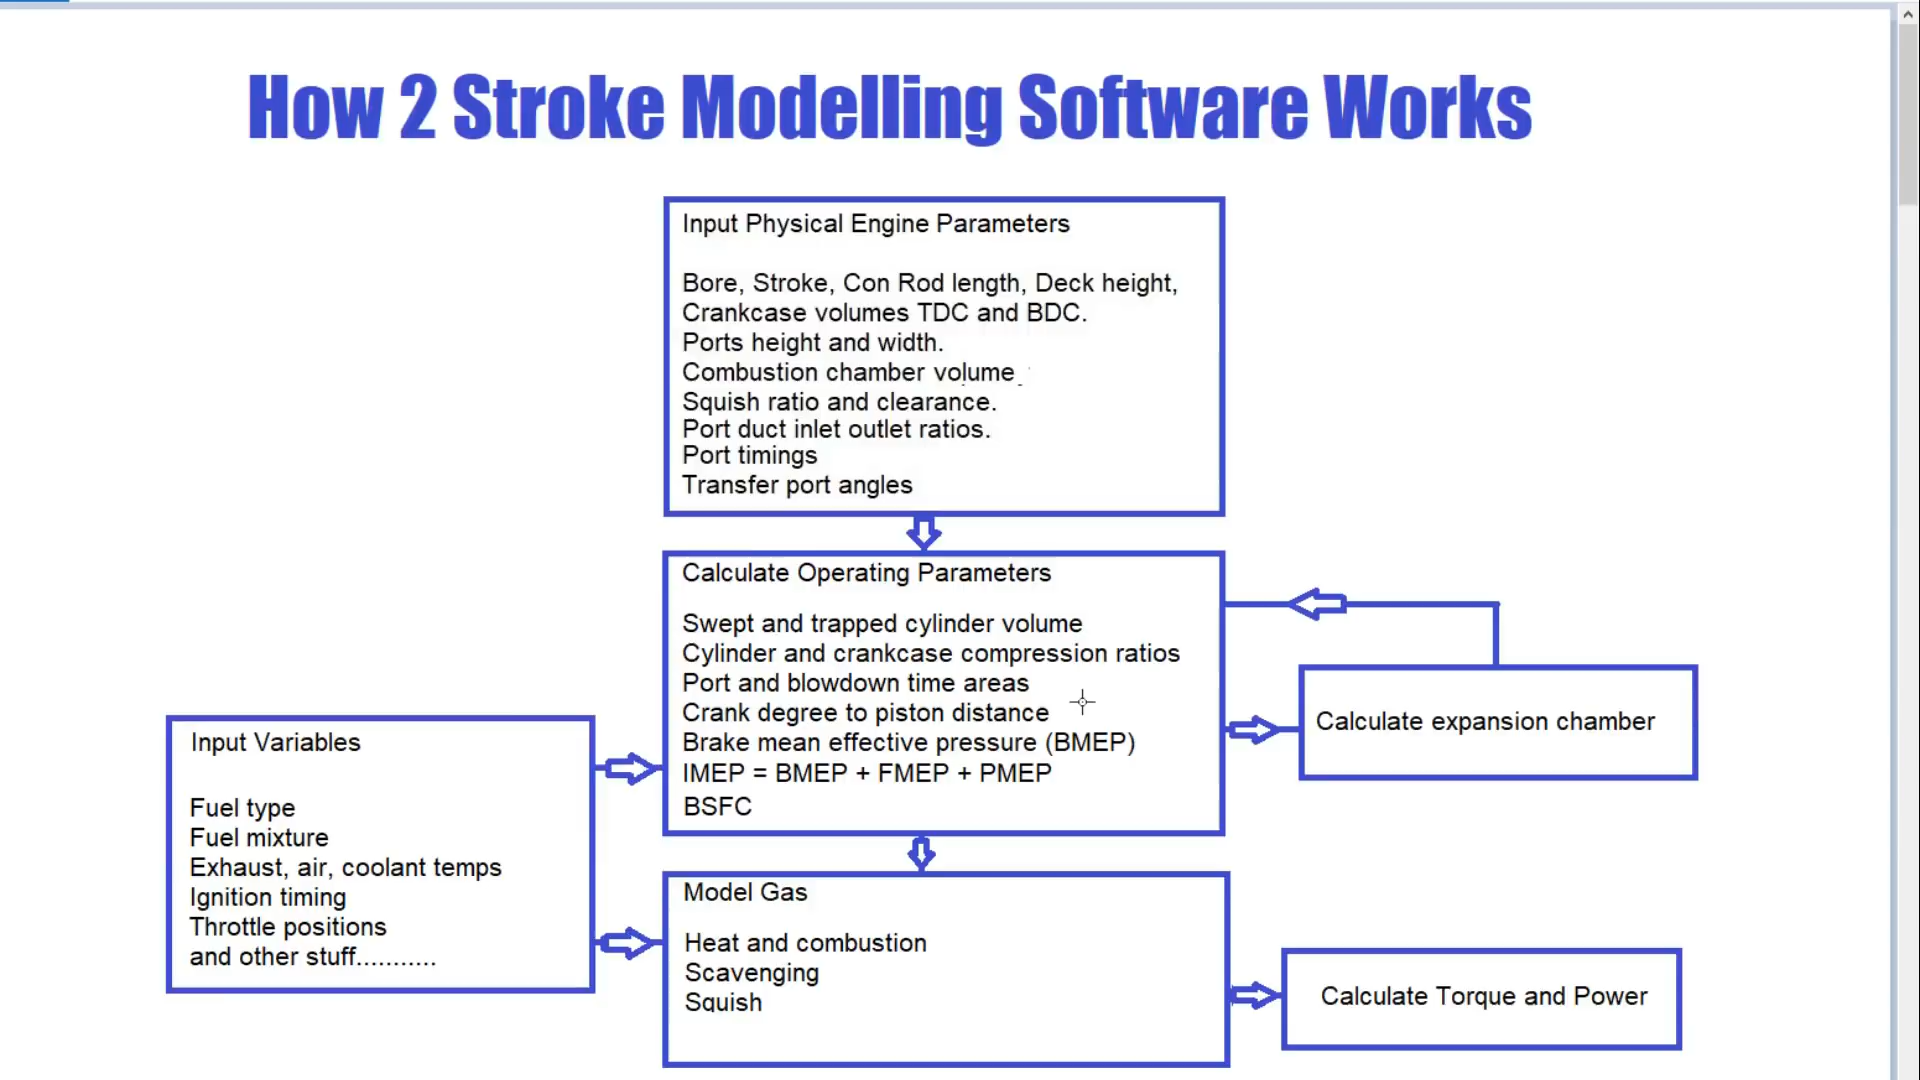 How 2 Stroke Modelling Software Works
Input Physical Engine Parameters
Bore, Stroke, Con Rod length, Deck height,
Crankcase volumes TDC and BDC.
Ports height and width.
Combustion chamber volume
Squish ratio and clearance.
Port duct inlet outlet ratios.
Port timings
Transfer port angles
Calculate Operating Parameters
Swept and trapped cylinder volume
Cylinder and crankcase compression ratios
Port and blowdown time areas
Crank degree to piston distance
Brake mean effective pressure (BMEP)
IMEP = BMEP + FMEP + PMEP
BSFC
Calculate expansion chamber
Input Variables
Fuel type
Fuel mixture
Exhaust, air, coolant temps
Ignition timing
Throttle positions
and other stuff...........
Model Gas
Heat and combustion
Scavenging
Squish
Calculate Torque and Power